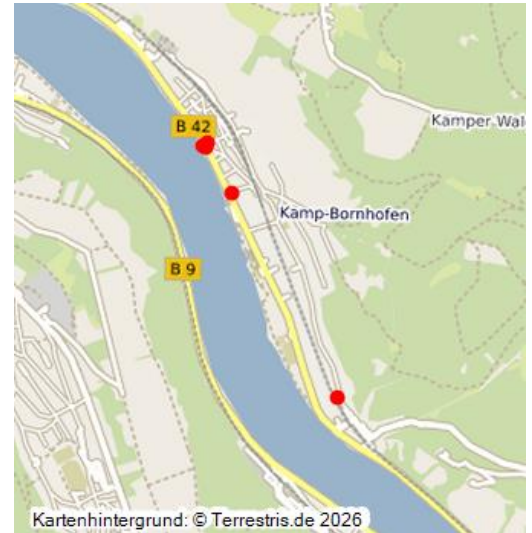 B 42
Kamper Wal
Kamp-Bornhofen
B 9
Kartenhintergrund: © Terrestris.de 2026